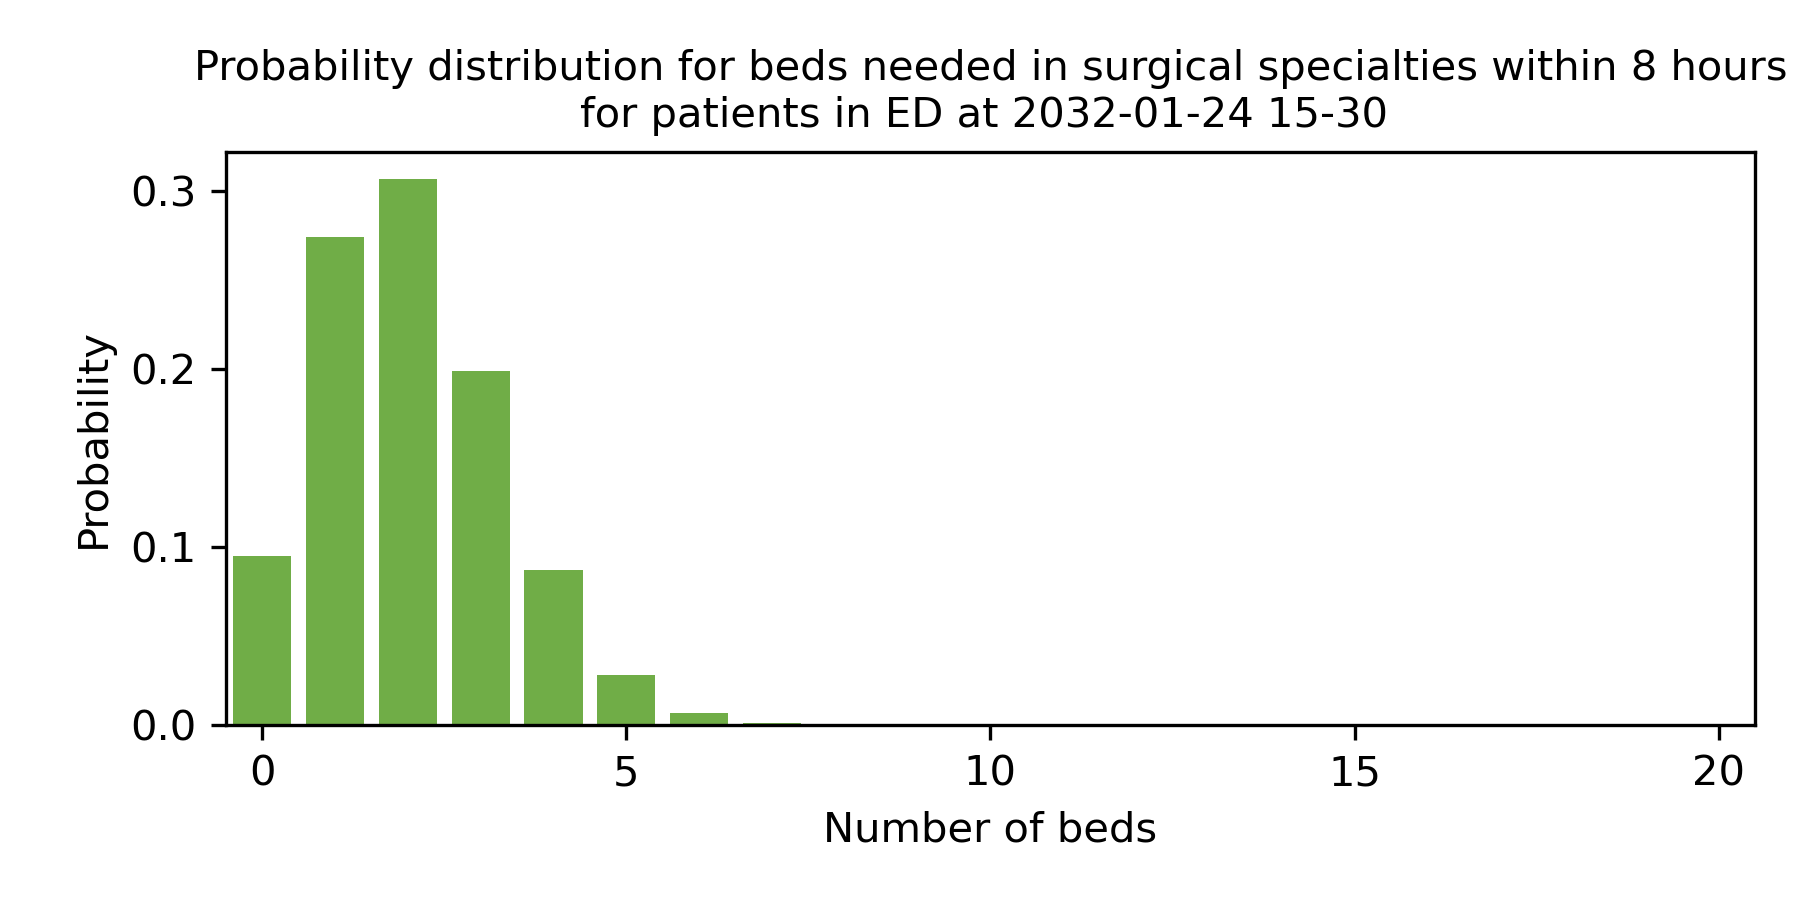 Probability distribution for beds needed in surgical specialties within 8 hours
for patients in ED at 2032-01-24 15-30
0.3
0.2
0.1
0.0
Probability
0 5 10 15 20
Number of beds